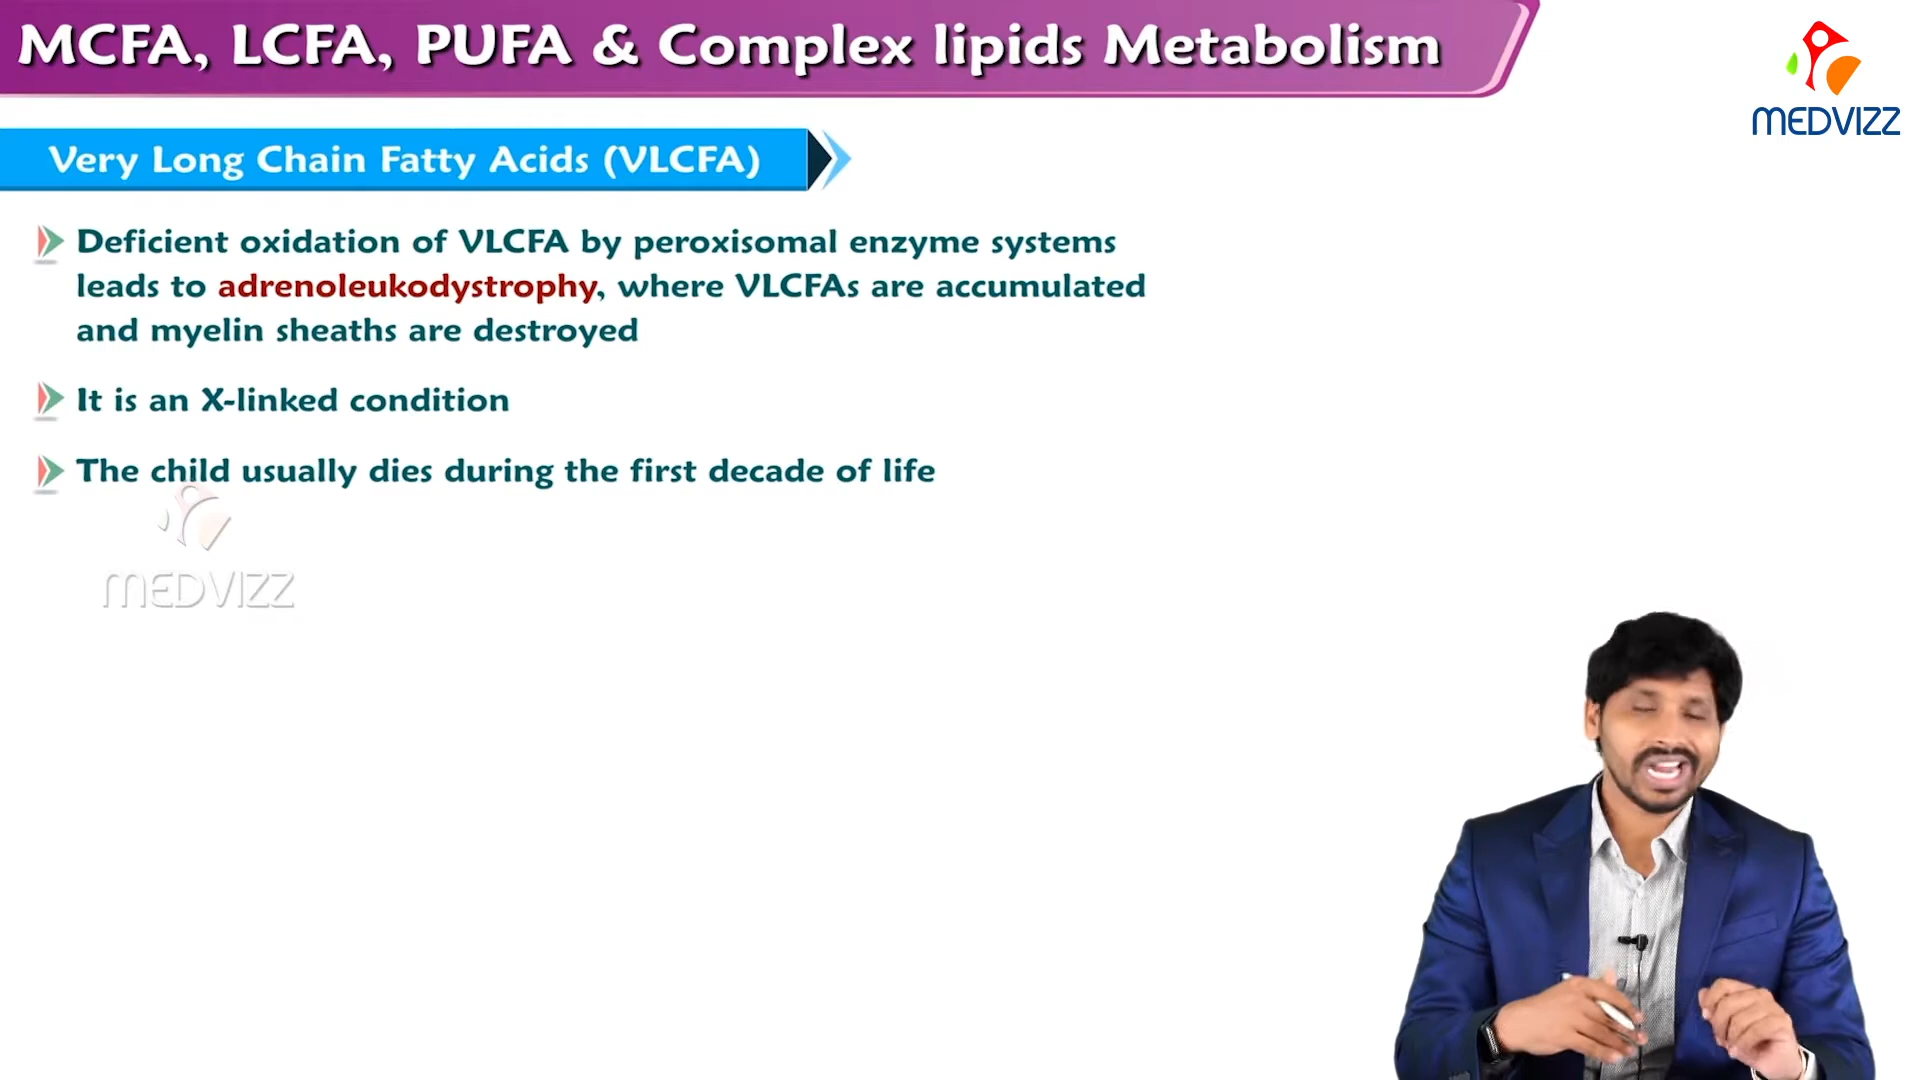 MCFA, LCFA, PUFA & Complex lipids Metabolism
MEDVIZZ
Very Long Chain Fatty Acids (VLCFA)
Deficient oxidation of VLCFA by peroxisomal enzyme systems
leads to adrenoleukodystrophy, where VLCFAs are accumulated
and myelin sheaths are destroyed
It is an X-linked condition
The child usually dies during the first decade of life
MEDVIZZ